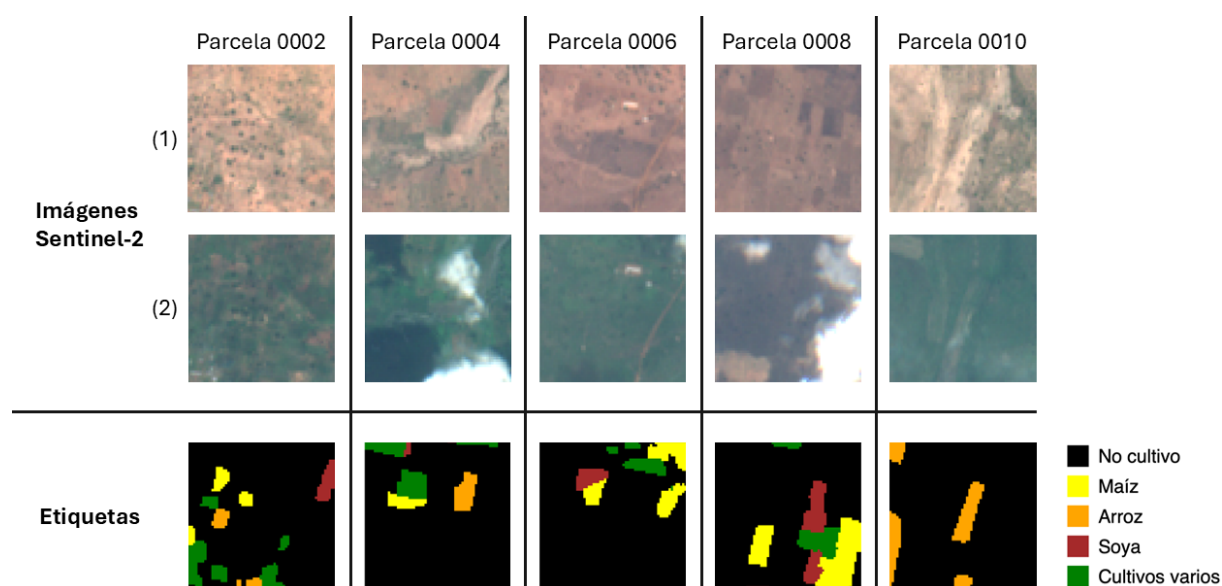 Parcela 0002
Parcela 0004
Parcela 0006
Parcela 0008
Parcela 0010
(1)
Imágenes
Sentinel-2
(2)
Etiquetas
No cultivo
Maíz
Arroz
Soya
Cultivos varios